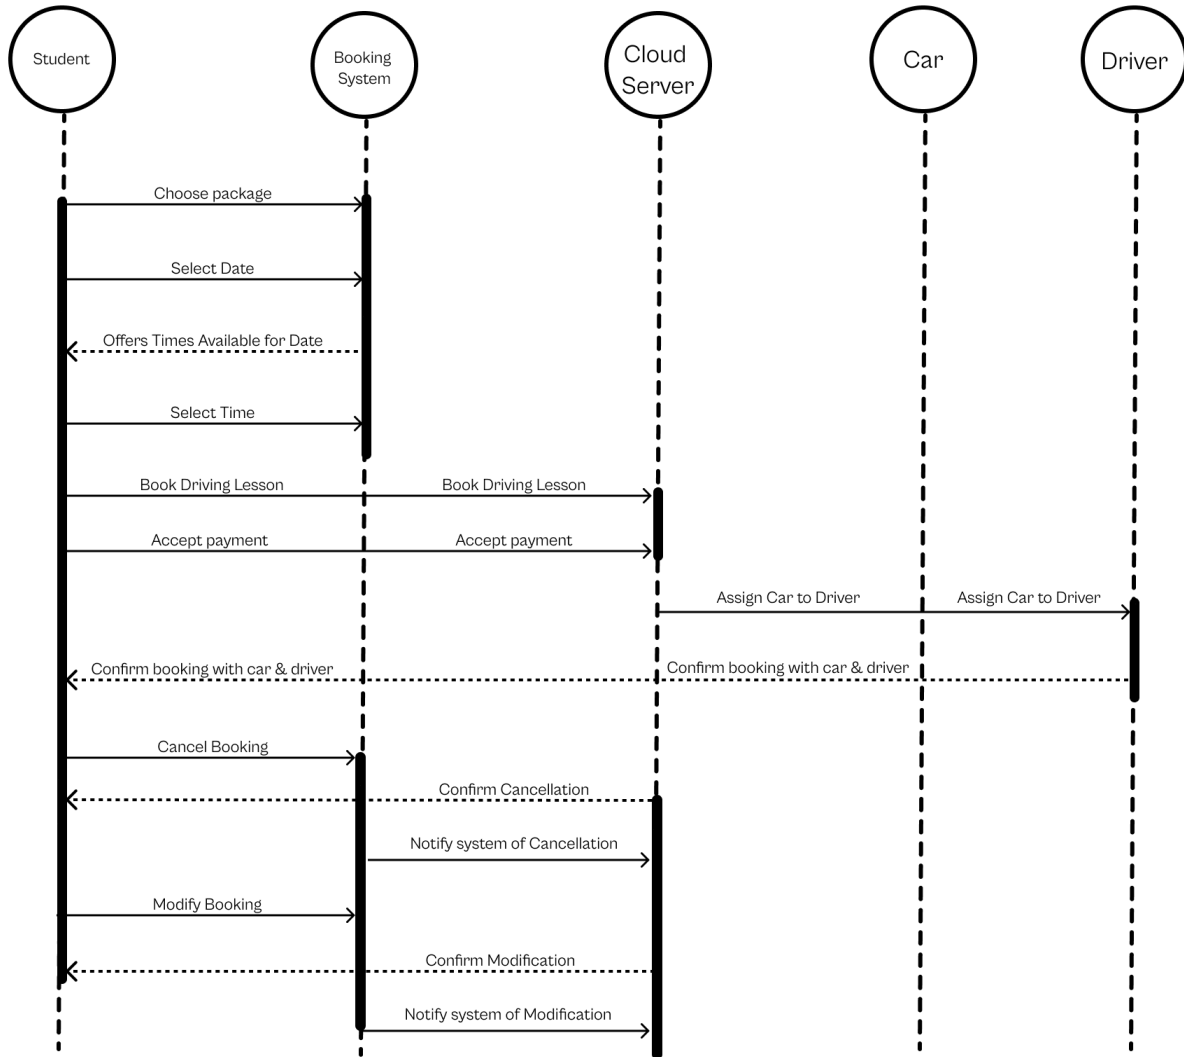 Student
Booking
System
Cloud
Server
Car
Driver
Choose package
Select Date
Offers Times Available for Date
Select Time
Book Driving Lesson
Book Driving Lesson
Accept payment
Accept payment
Assign Car to Driver
Assign Car to Driver
Confirm booking with car & driver
Confirm booking with car & driver
Cancel Booking
Confirm Cancellation
Notify system of Cancellation
Modify Booking
Confirm Modification
Notify system of Modification